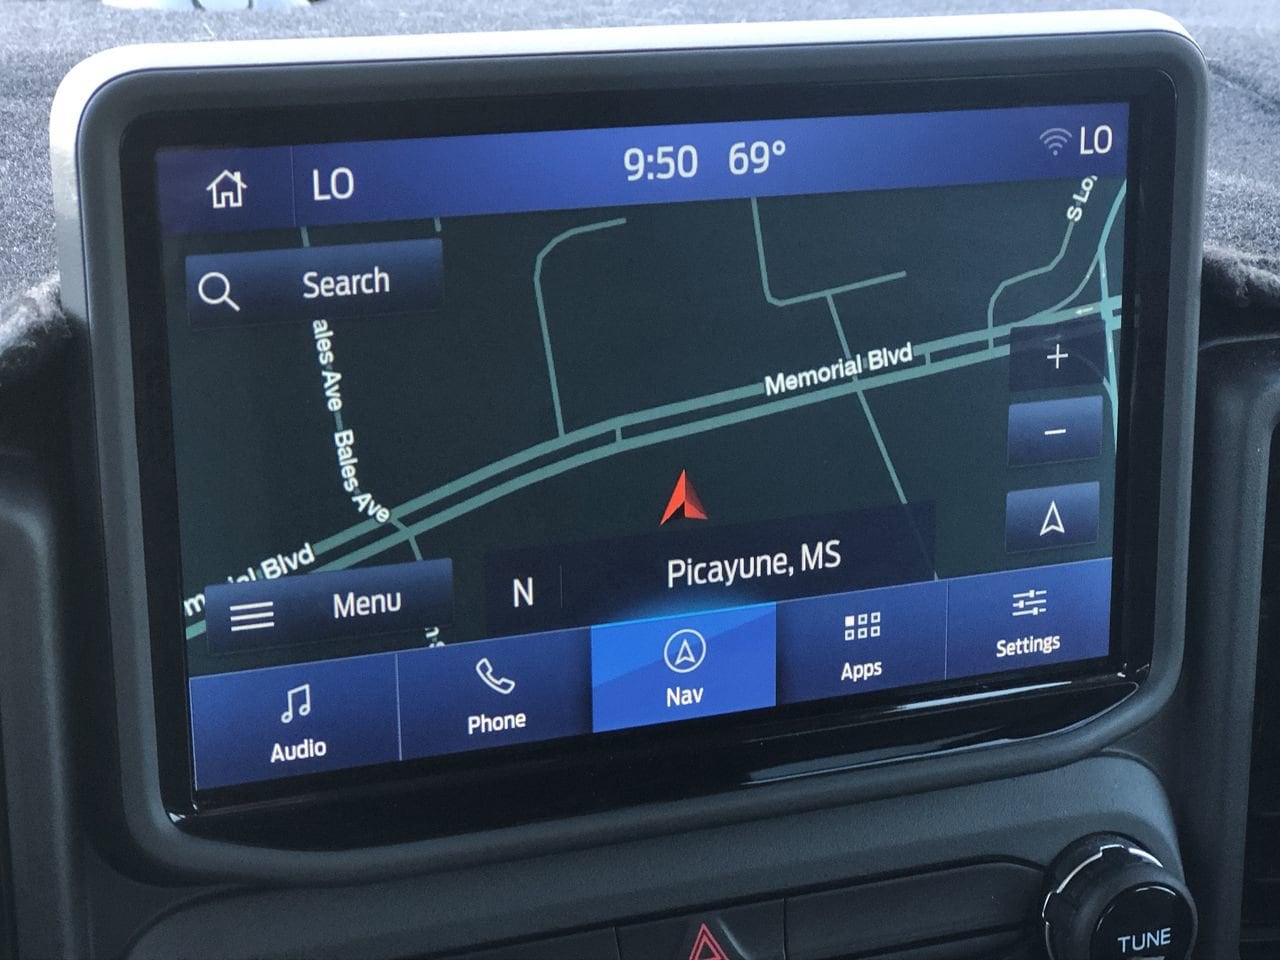 LO
9:50 69°
LO
Search
S Lo
ales Ave
Bales Ave
Memorial Blvd
ial Blvd
Menu
N
Picayune, MS
Audio
Phone
Nav
Apps
Settings
TUNE